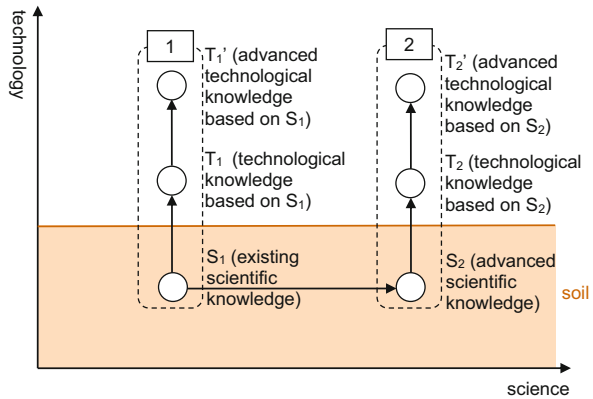 technology
1
T₁’ (advanced
technological
knowledge
based on S₁)
T₁ (technological
knowledge
based on S₁)
S₁ (existing
scientific
knowledge)
2
T₂’ (advanced
technological
knowledge
based on S₂)
T₂ (technological
knowledge
based on S₂)
S₂ (advanced
scientific
knowledge)
soil
science